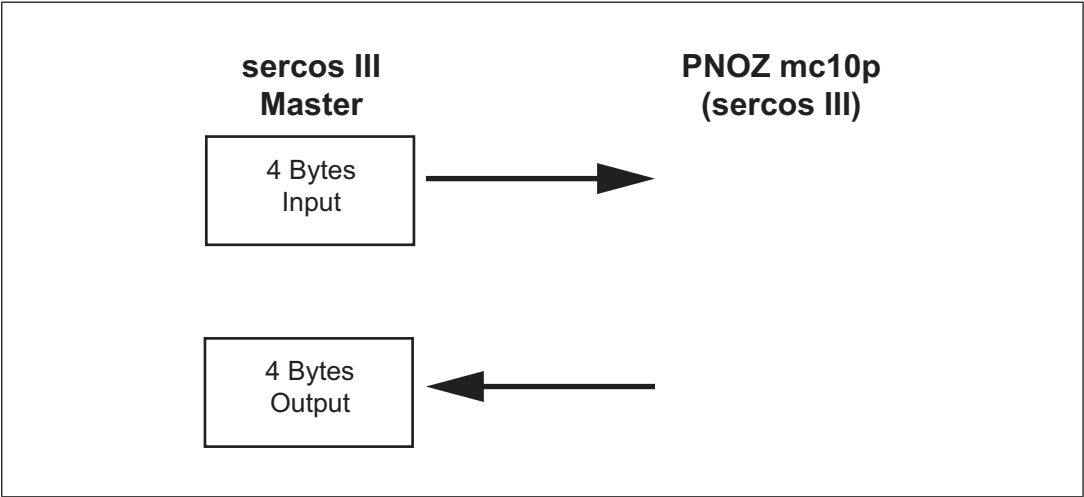 sercos III
Master
PNOZ mc10p
(sercos III)
4 Bytes
Input
4 Bytes
Output